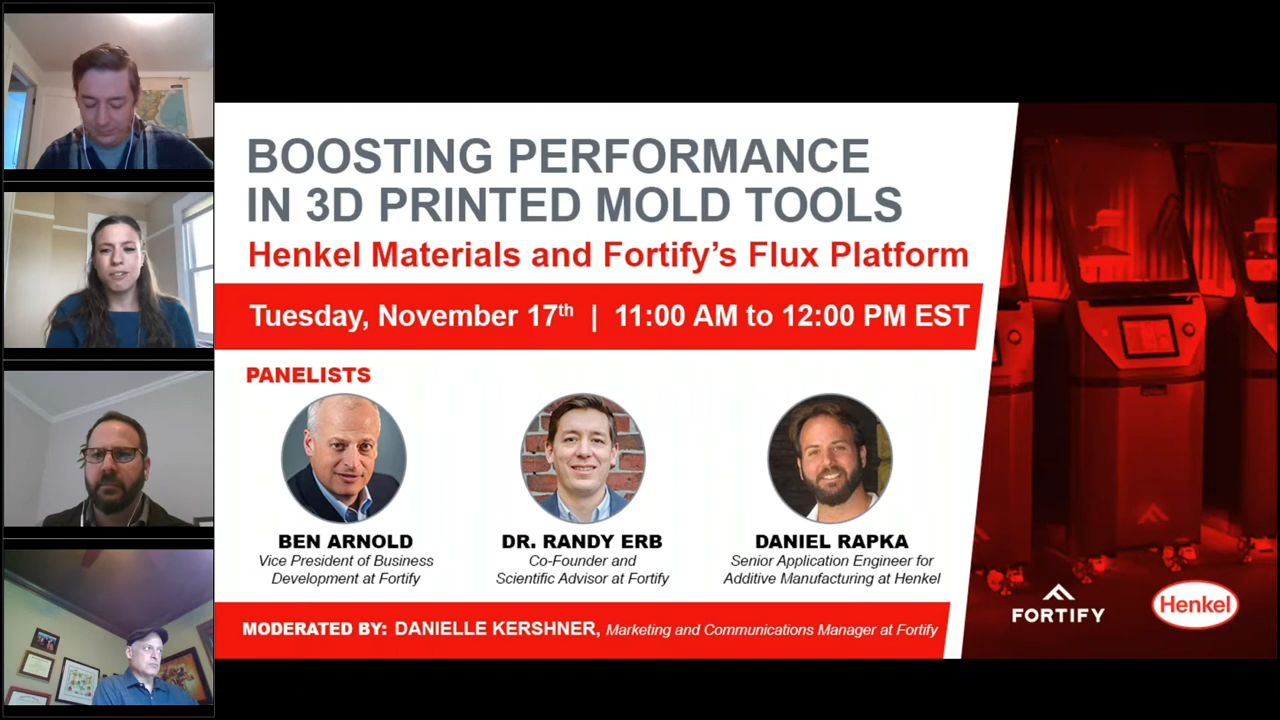 BOOSTING PERFORMANCE
IN 3D PRINTED MOLD TOOLS
Henkel Materials and Fortify's Flux Platform
Tuesday, November 17th | 11:00 AM to 12:00 PM EST
PANELISTS
BEN ARNOLD
Vice President of Business
Development at Fortify
DR. RANDY ERB
Co-Founder and
Scientific Advisor at Fortify
DANIEL RAPKA
Senior Application Engineer for
Additive Manufacturing at Henkel
MODERATED BY: DANIELLE KERSHNER, Marketing and Communications Manager at Fortify
FORTIFY
Henkel